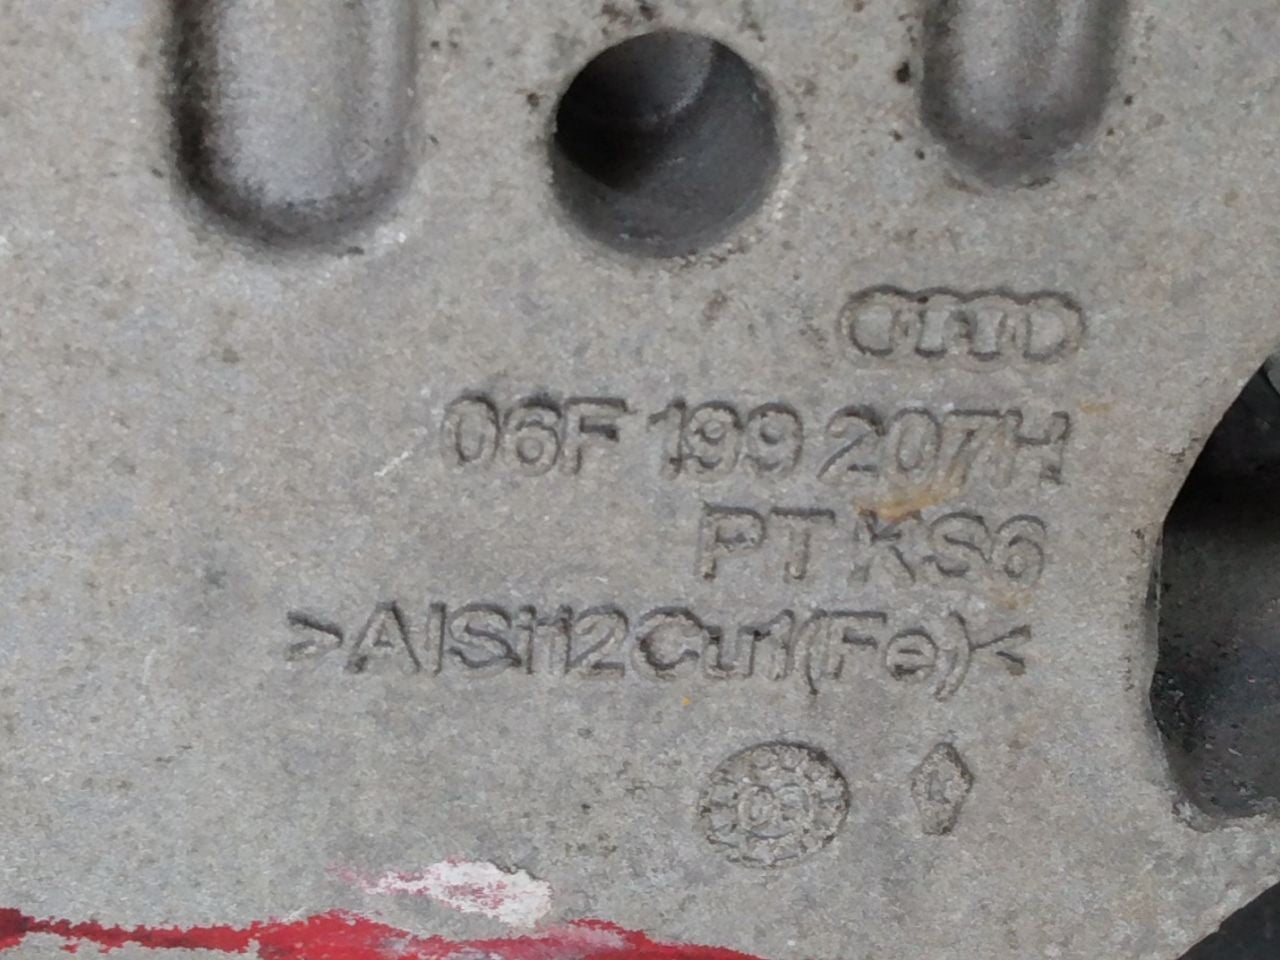 06F 199 207H
PT KS6
>AlSi12Cu1(Fe)<